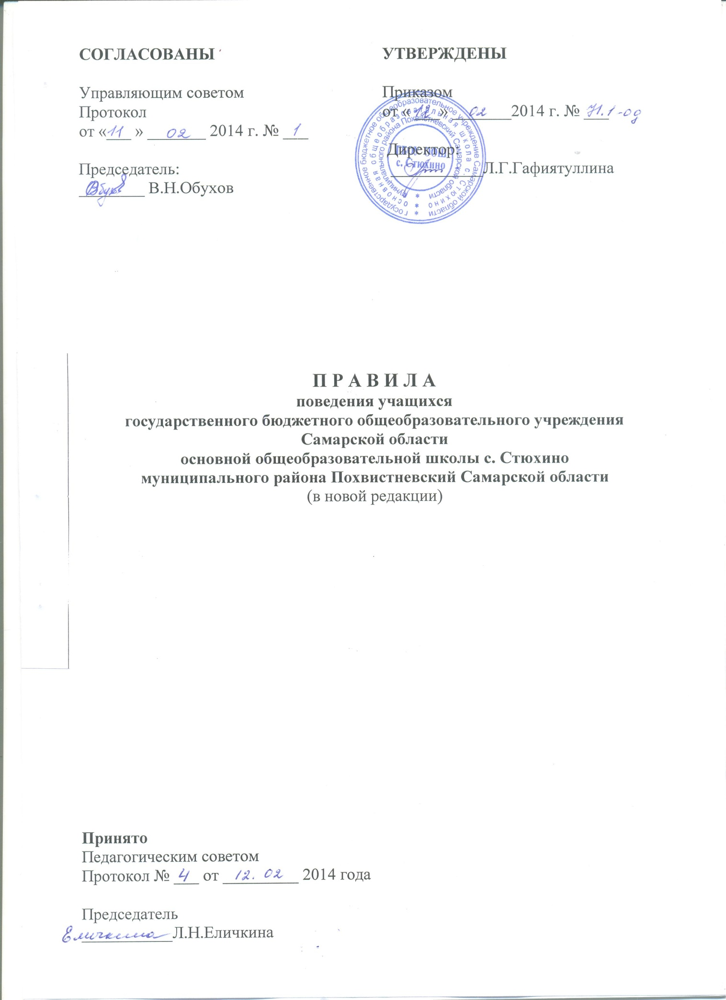 СОГЛАСОВАНЫ
Управляющим советом
Протокол
от «11» 02 2014 г. № 1
Председатель:
Обухов В.Н.Обухов
УТВЕРЖДЕНЫ
Приказом
от «12» 02 2014 г. № 71.1-од
Директор:
Л.Г.Гафиятуллина
государственное бюджетное общеобразовательное учреждение Самарской области
основная общеобразовательная школа с. Стюхино
муниципального района Похвистневский Самарской области
ГБОУ ООШ
с. Стюхино
П Р А В И Л А
поведения учащихся
государственного бюджетного общеобразовательного учреждения
Самарской области
основной общеобразовательной школы с. Стюхино
муниципального района Похвистневский Самарской области
(в новой редакции)
Принято
Педагогическим советом
Протокол № 4 от 12.02 2014 года
Председатель
Еличкина Л.Н.Еличкина